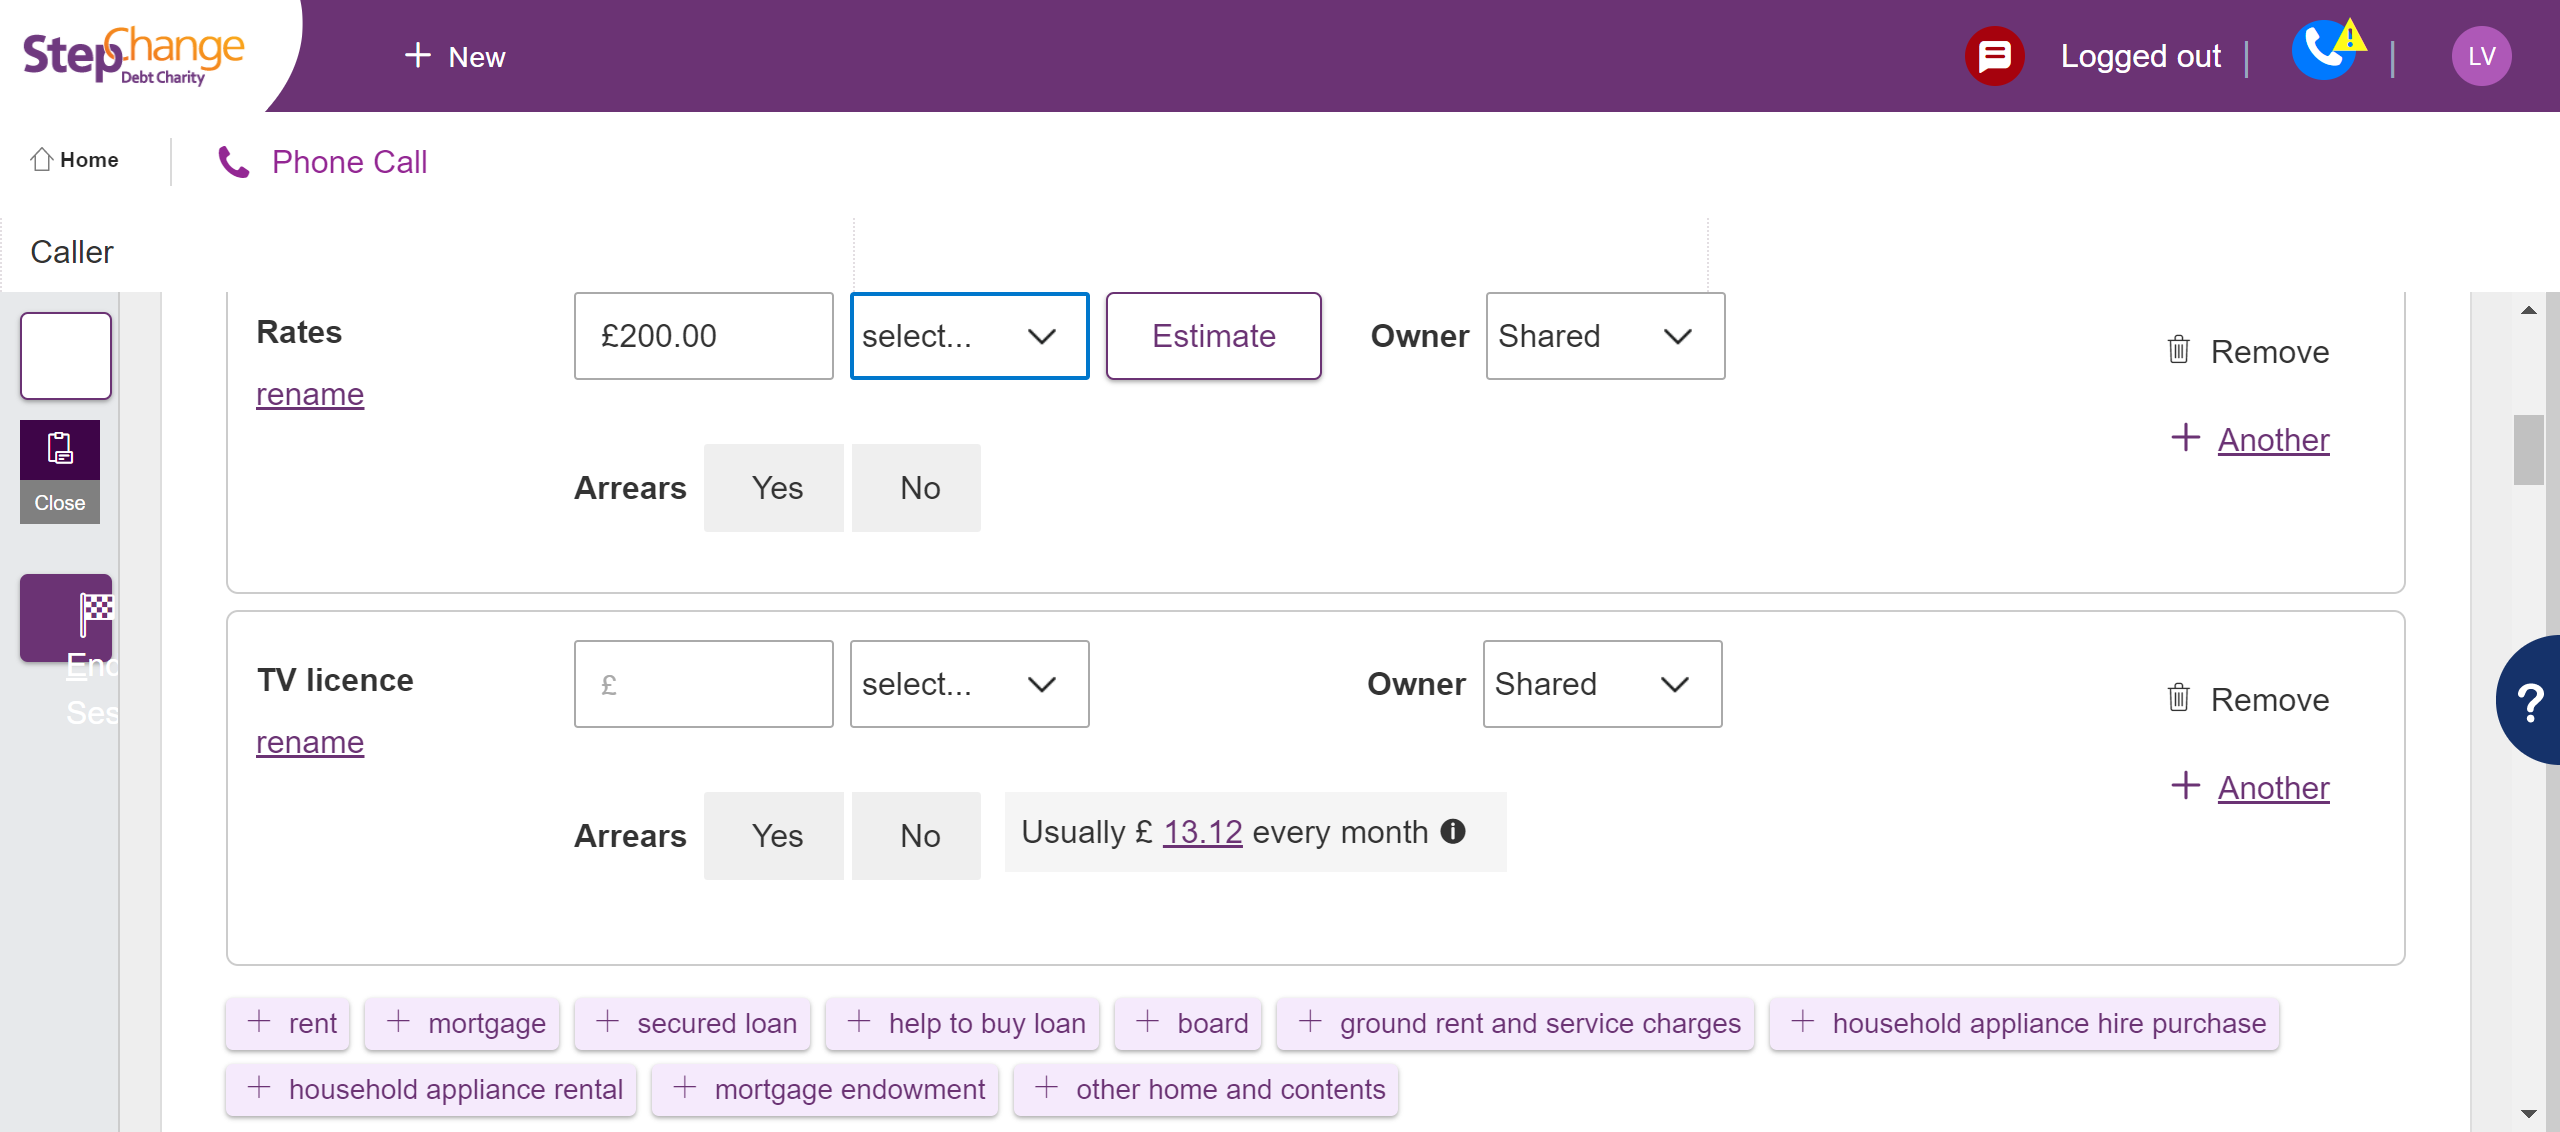 StepChange
Debt Charity
New
Logged out
LV
Home
Phone Call
Caller
Rates
£200.00
select...
Estimate
Owner
Shared
Remove
rename
Another
Close
Arrears
Yes
No
End
Ses
TV licence
£
select...
Owner
Shared
Remove
rename
Another
Arrears
Yes
No
Usually £ 13.12 every month
?
rent
mortgage
secured loan
help to buy loan
board
ground rent and service charges
household appliance hire purchase
household appliance rental
mortgage endowment
other home and contents